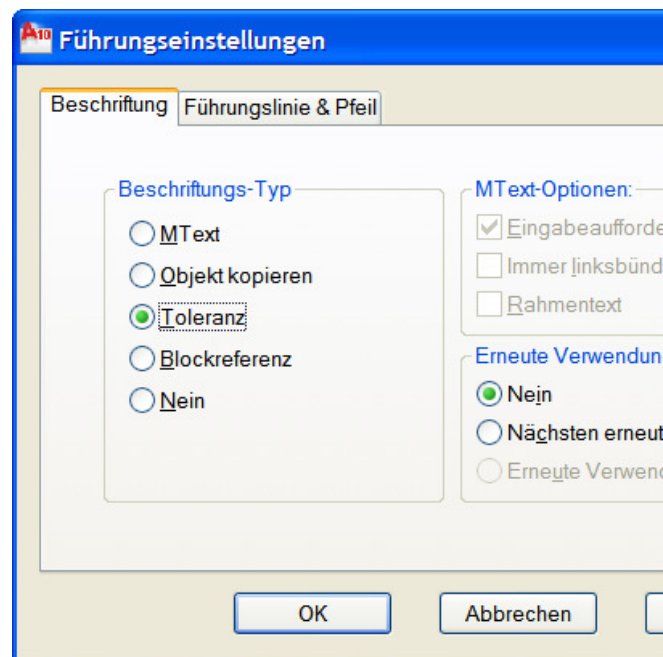 A10 Führungseinstellungen
Beschriftung Führungslinie & Pfeil
Beschriftungs-Typ
MText
Objekt kopieren
Toleranz
Blockreferenz
Nein
MText-Optionen:
Eingabeaufforde
Immer linksbünd
Rahmentext
Erneute Verwendun
Nein
Nächsten erneut
Erneute Verwend
OK Abbrechen